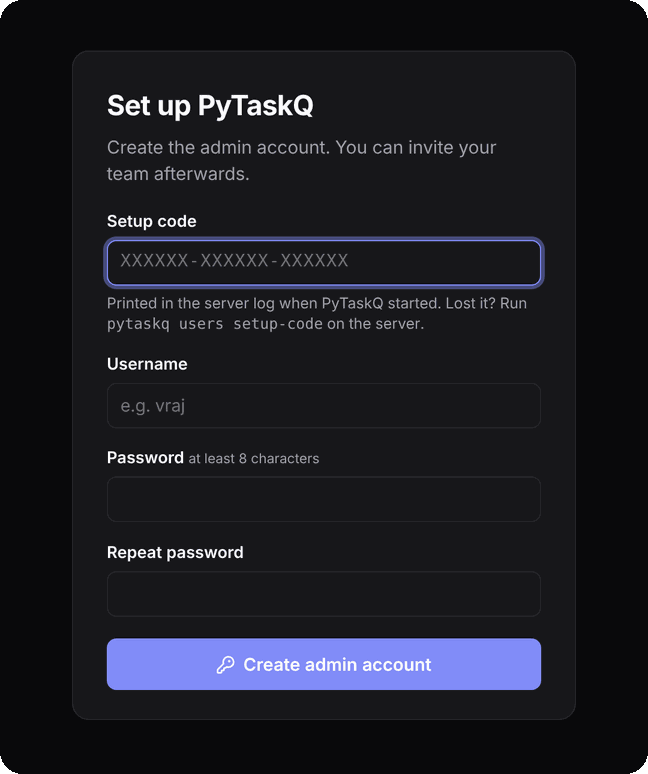 Set up PyTaskQ
Create the admin account. You can invite your
team afterwards.
Setup code
XXXXXX-XXXXXX-XXXXXX
Printed in the server log when PyTaskQ started. Lost it? Run
pytaskq users setup-code on the server.
Username
e.g. vraj
Password at least 8 characters
Repeat password
Create admin account